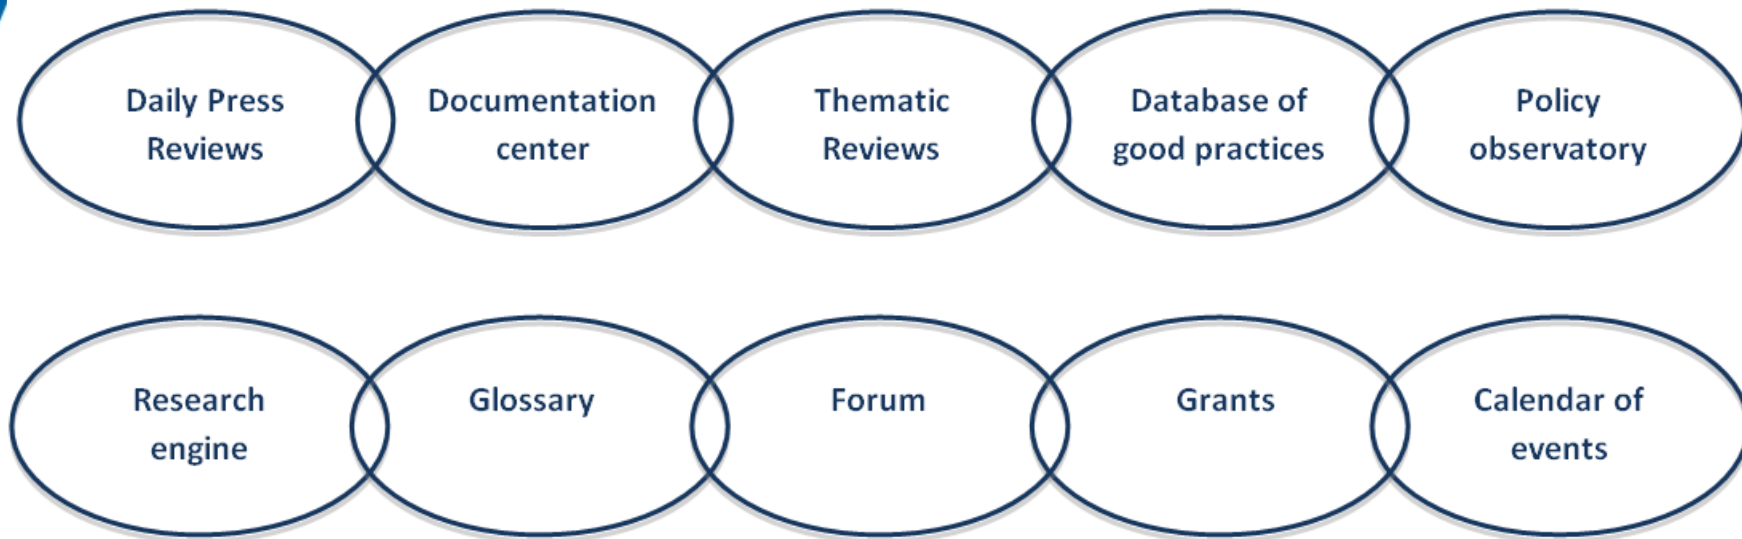 Daily Press
Reviews
Documentation
center
Thematic
Reviews
Database of
good practices
Policy
observatory
Research
engine
Glossary
Forum
Grants
Calendar of
events